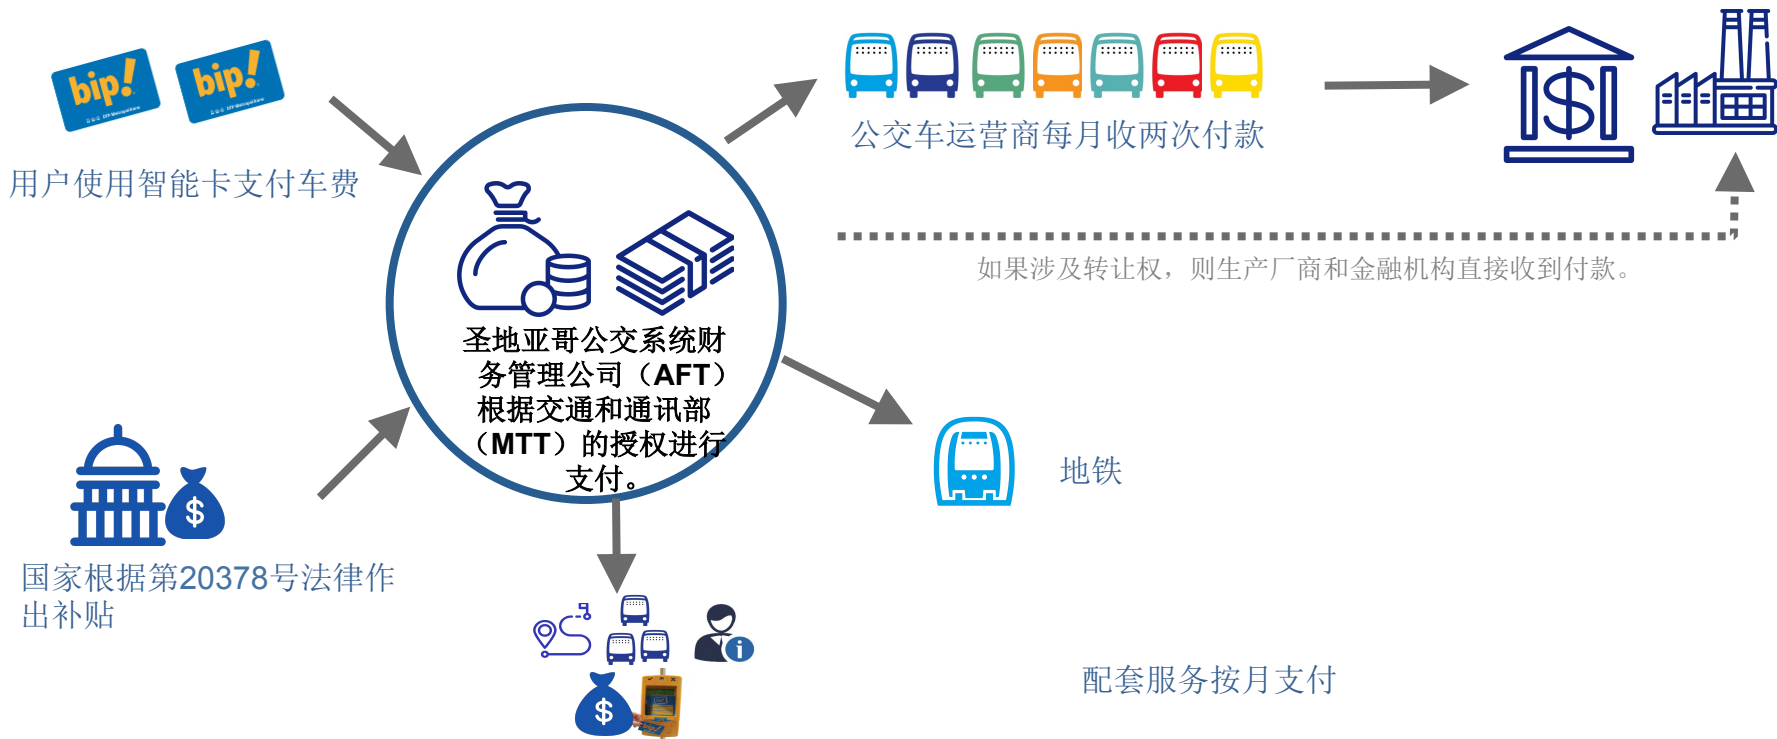 bip!
bip!
用户使用智能卡支付车费
公交车运营商每月收两次付款
如果涉及转让权，则生产厂商和金融机构直接收到付款。
圣地亚哥公交系统财
务管理公司（AFT）
根据交通和通讯部
（MTT）的授权进行
支付。
地铁
国家根据第20378号法律作
出补贴
配套服务按月支付
bip!